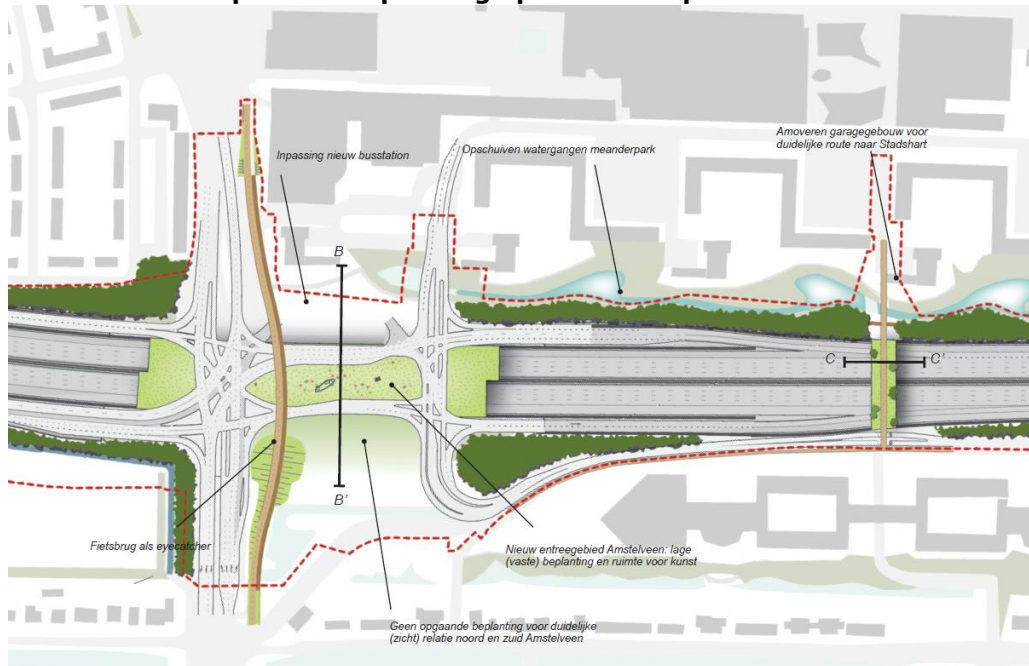 Amoveren garagegebouw voor
duidelijke route naar Stadshart
Inpassing nieuw busstation
Opschuiven watergangen meanderpark
B
C
C'
B'
Fietsbrug als eyecatcher
Nieuw entreegebied Amstelveen: lage
(vaste) beplanting en ruimte voor kunst
Geen opgaande beplanting voor duidelijke
(zicht) relatie noord en zuid Amstelveen